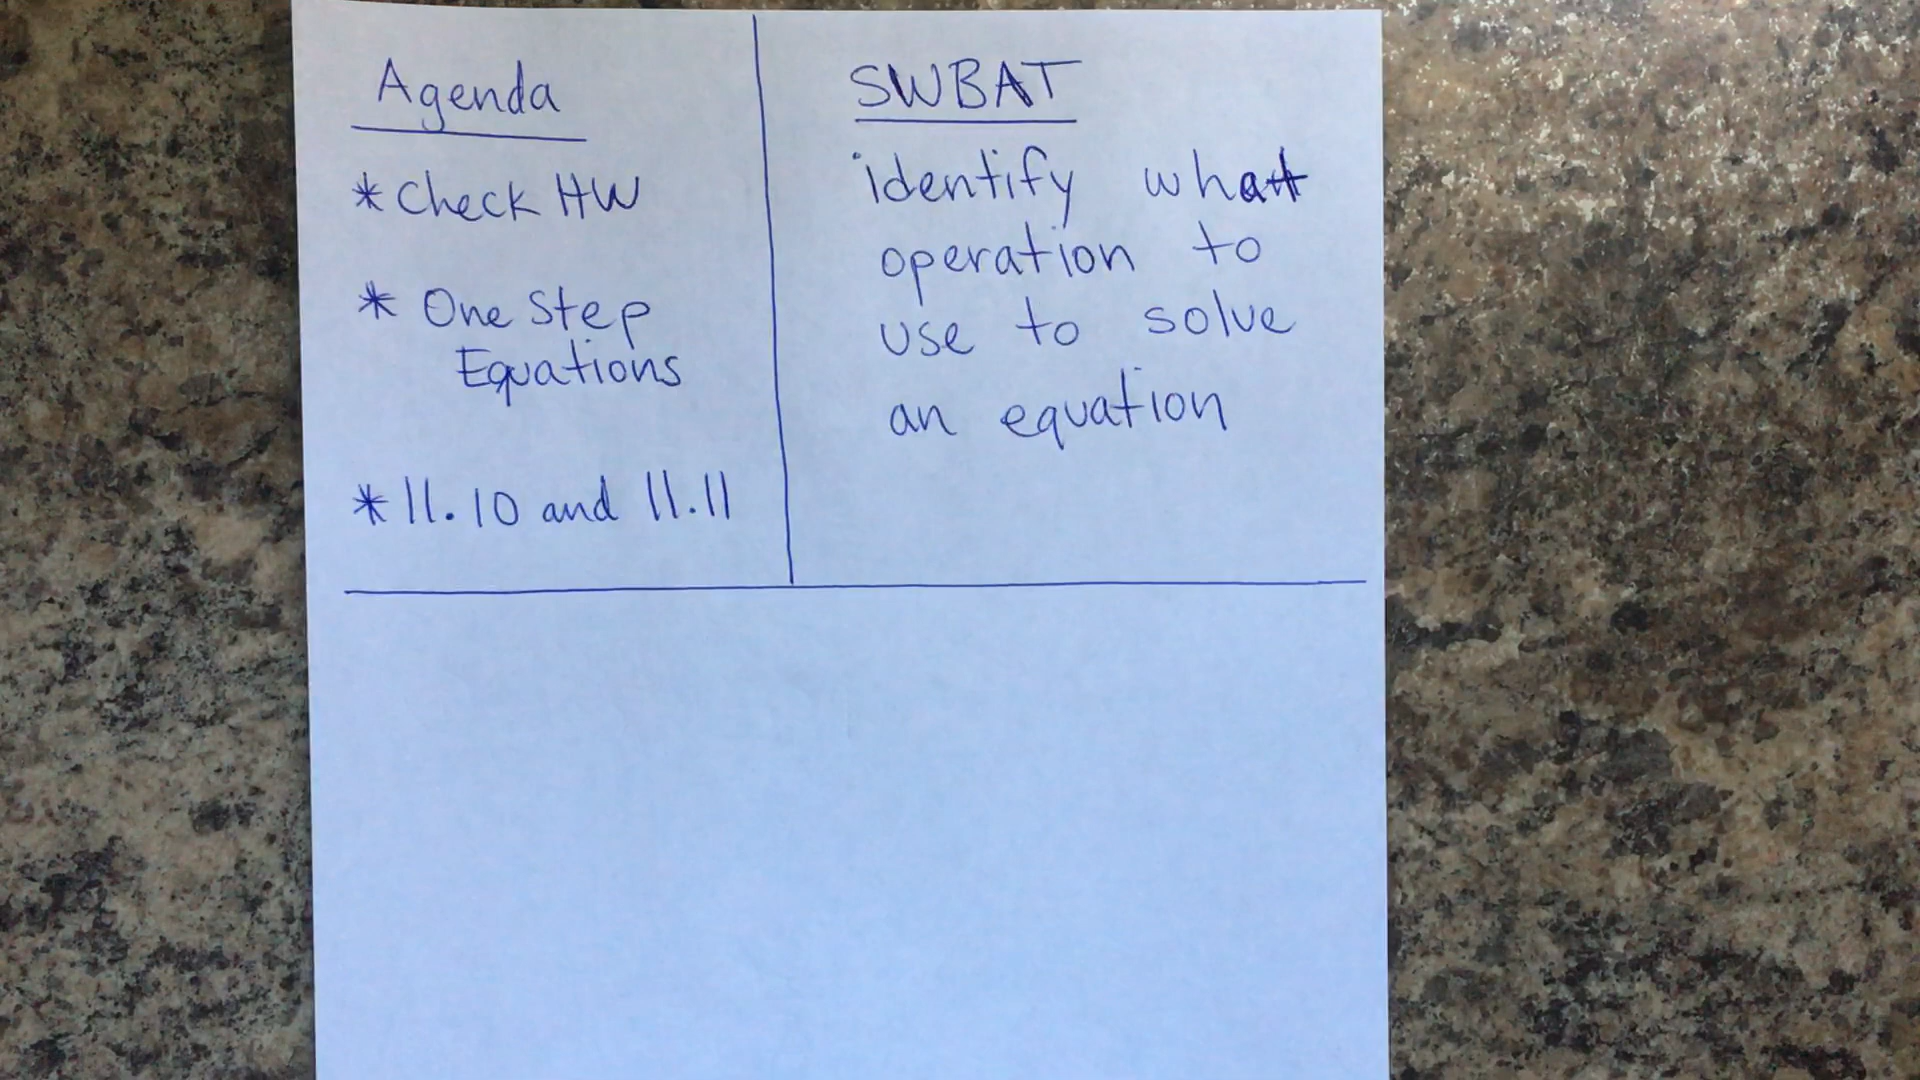 Agenda
* Check HW
* One Step
Equations
* 11.10 and 11.11
SWBAT
identify what
operation to
use to solve
an equation